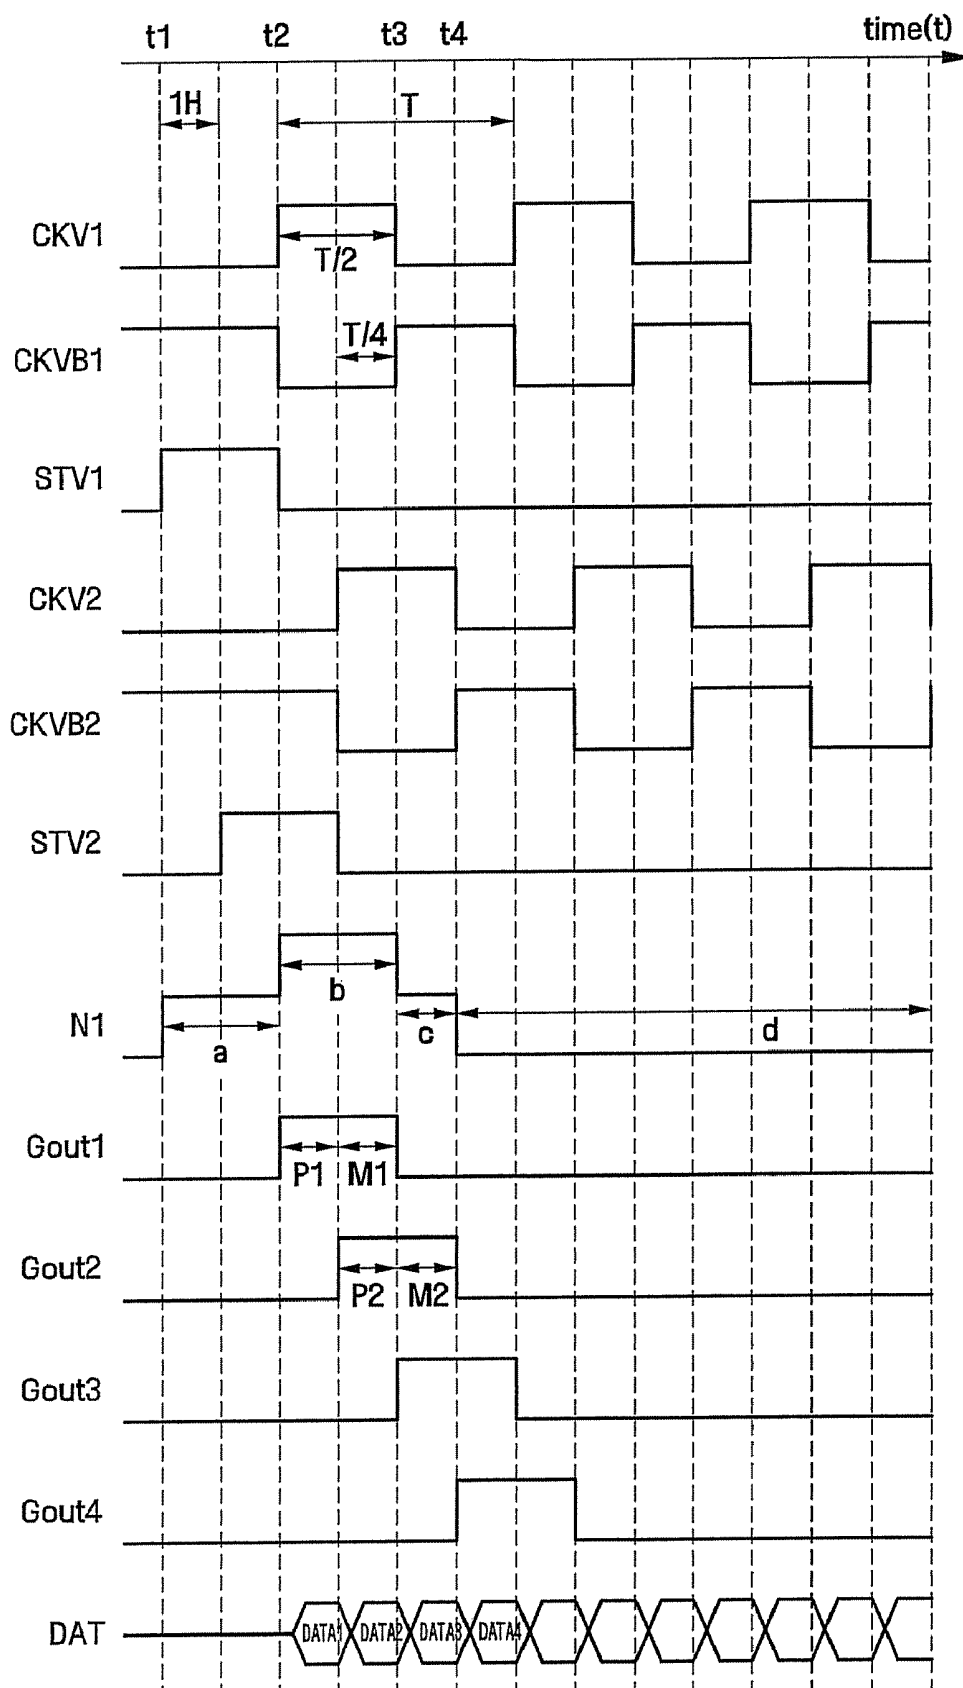 t1 t2 t3 t4 time(t)
1H T
CKV1
T/2
CKVB1 T/4
STV1
CKV2
CKVB2
STV2
N1 a b c d
Gout1
P1 M1
Gout2
P2 M2
Gout3
Gout4
DAT DATA1 DATA2 DATA3 DATA4